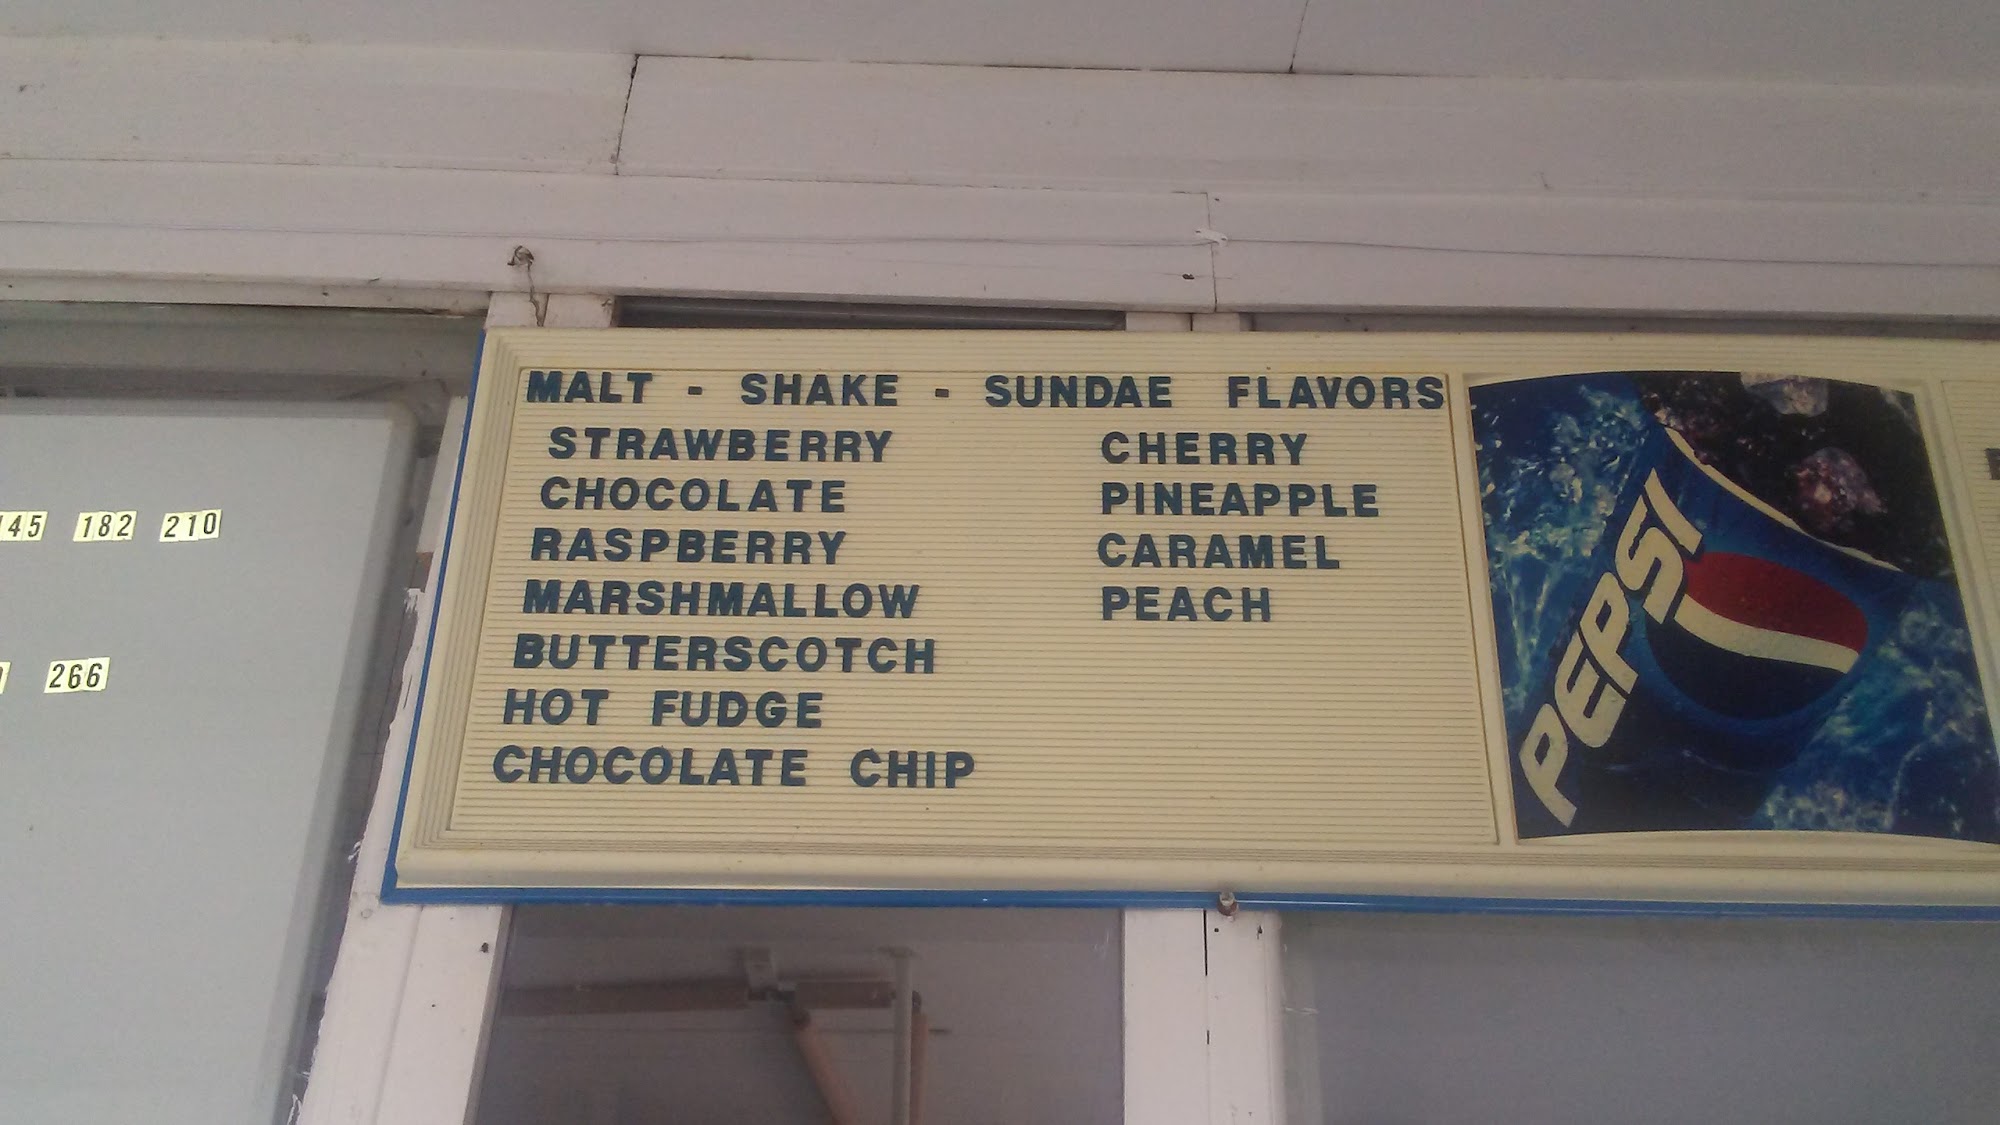 MALT - SHAKE - SUNDAE FLAVORS
STRAWBERRY
CHOCOLATE
RASPBERRY
MARSHMALLOW
BUTTERSCOTCH
HOT FUDGE
CHOCOLATE CHIP
CHERRY
PINEAPPLE
CARAMEL
PEACH
PEPSI
45 182 210
266